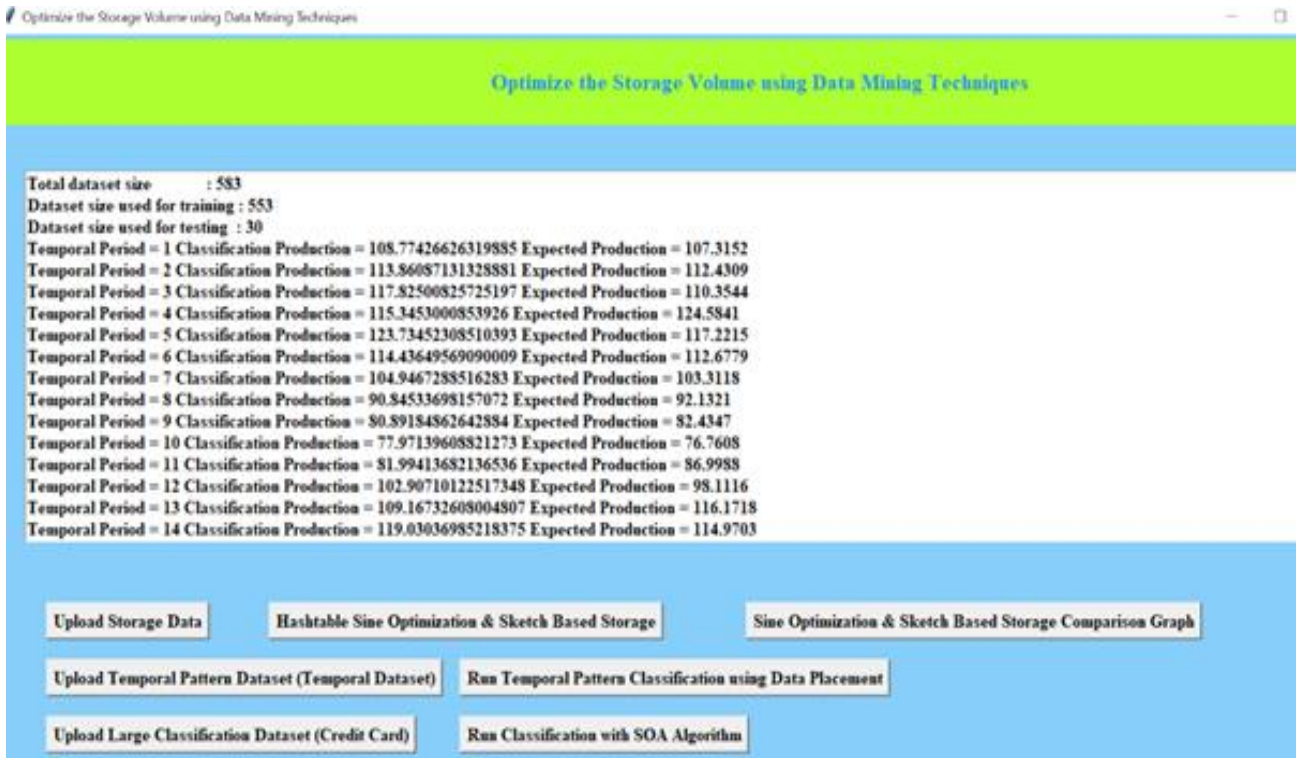 Optimize the Storage Volume using Data Mining Techniques
Optimize the Storage Volume using Data Mining Techniques
Total dataset size : 583
Dataset size used for training : 553
Dataset size used for testing : 30
Temporal Period = 1 Classification Production = 108.77426626319885 Expected Production = 107.3152
Temporal Period = 2 Classification Production = 113.86087131328881 Expected Production = 112.4309
Temporal Period = 3 Classification Production = 117.82500825725197 Expected Production = 110.3544
Temporal Period = 4 Classification Production = 115.3453000853926 Expected Production = 124.5841
Temporal Period = 5 Classification Production = 123.73452308510393 Expected Production = 117.2215
Temporal Period = 6 Classification Production = 114.43649569090009 Expected Production = 112.6779
Temporal Period = 7 Classification Production = 104.9467288516283 Expected Production = 103.3118
Temporal Period = 8 Classification Production = 90.84533698157072 Expected Production = 92.1321
Temporal Period = 9 Classification Production = 80.89184862642884 Expected Production = 82.4347
Temporal Period = 10 Classification Production = 77.97139608821273 Expected Production = 76.7608
Temporal Period = 11 Classification Production = 81.99413682136536 Expected Production = 86.9988
Temporal Period = 12 Classification Production = 102.90710122517348 Expected Production = 98.1116
Temporal Period = 13 Classification Production = 109.16732608004807 Expected Production = 116.1718
Temporal Period = 14 Classification Production = 119.03036985218375 Expected Production = 114.9703
Upload Storage Data
Hashtable Sine Optimization & Sketch Based Storage
Sine Optimization & Sketch Based Storage Comparison Graph
Upload Temporal Pattern Dataset (Temporal Dataset)
Run Temporal Pattern Classification using Data Placement
Upload Large Classification Dataset (Credit Card)
Run Classification with SOA Algorithm